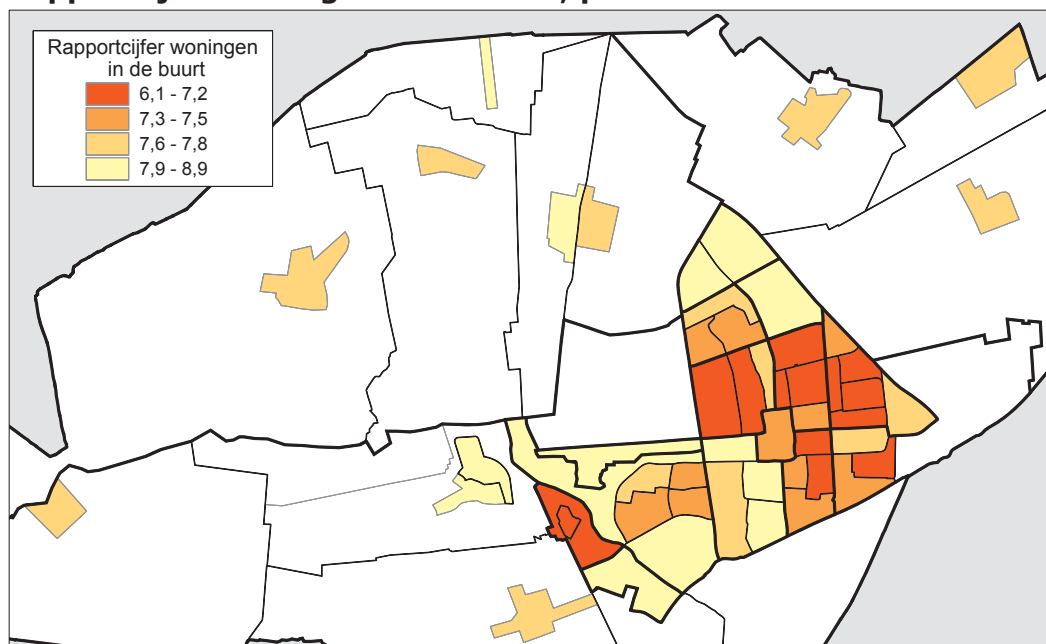 Rapportcijfer woningen
in de buurt
6,1 - 7,2
7,3 - 7,5
7,6 - 7,8
7,9 - 8,9